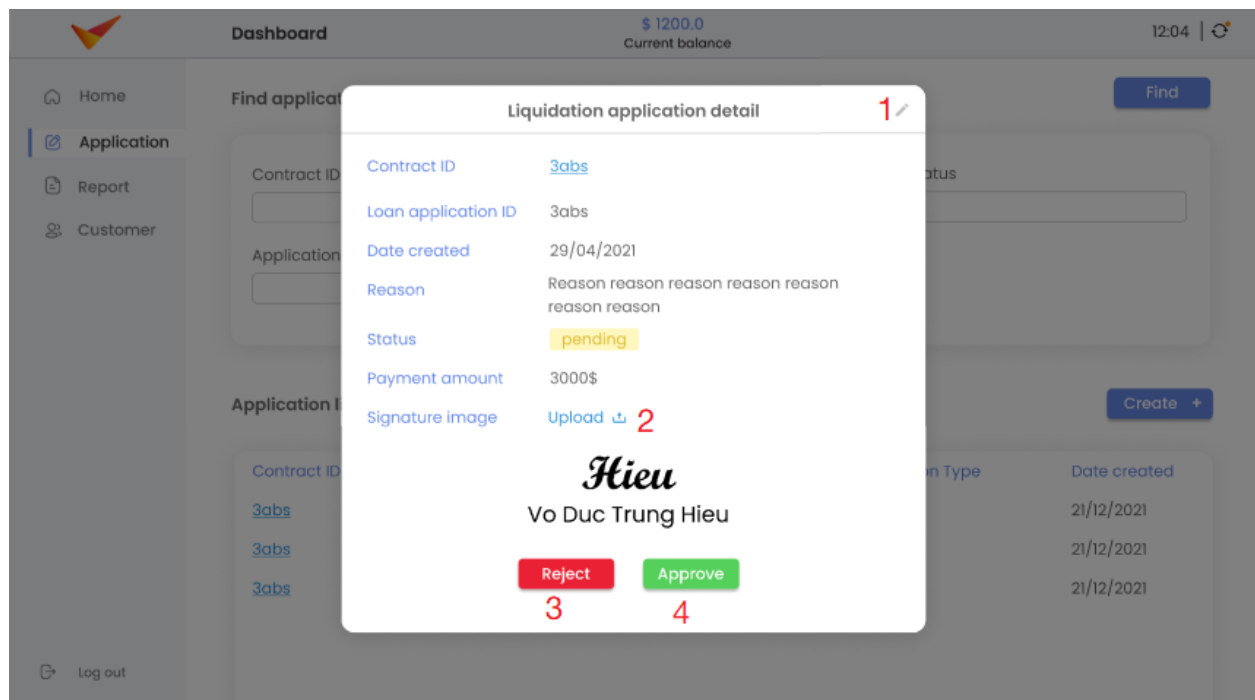 Dashboard
$ 1200.0
Current balance
12:04
Home
Application
Report
Customer
Log out
Find applicat
Find
Contract ID
atus
Application
Liquidation application detail
1
Contract ID 3abs
Loan application ID 3abs
Date created 29/04/2021
Reason Reason reason reason reason reason
reason reason
Status pending
Payment amount 3000$
Signature image Upload 2
Hieu
Vo Duc Trung Hieu
Reject Approve
3 4
Application l
Create +
Contract ID on Type Date created
3abs 21/12/2021
3abs 21/12/2021
3abs 21/12/2021